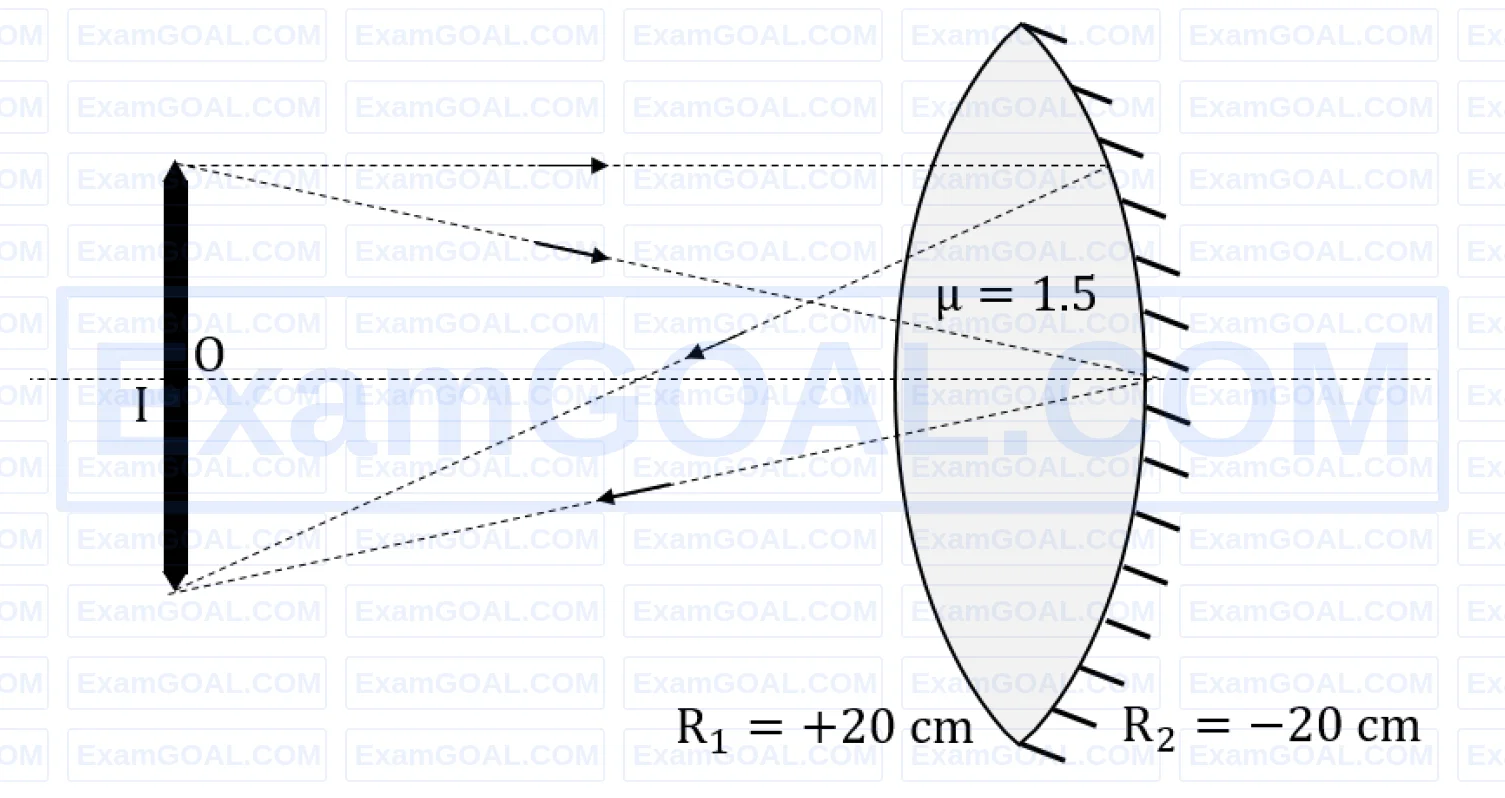 ExamGOAL.COM
O
I
μ = 1.5
R₁ = +20 cm
R₂ = −20 cm